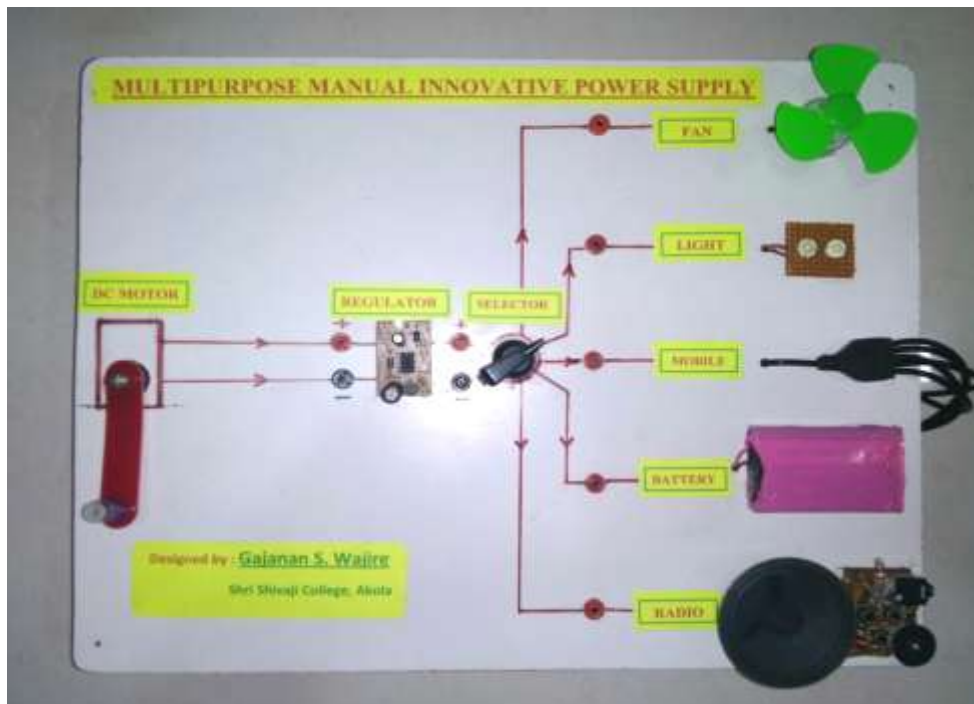 MULTIPURPOSE MANUAL INNOVATIVE POWER SUPPLY
FAN
LIGHT
DC MOTOR
REGULATOR
SELECTOR
+
+
MOBILE
BATTERY
Designed by : Gajanan S. Wajire
Shri Shivaji College, Akola
RADIO